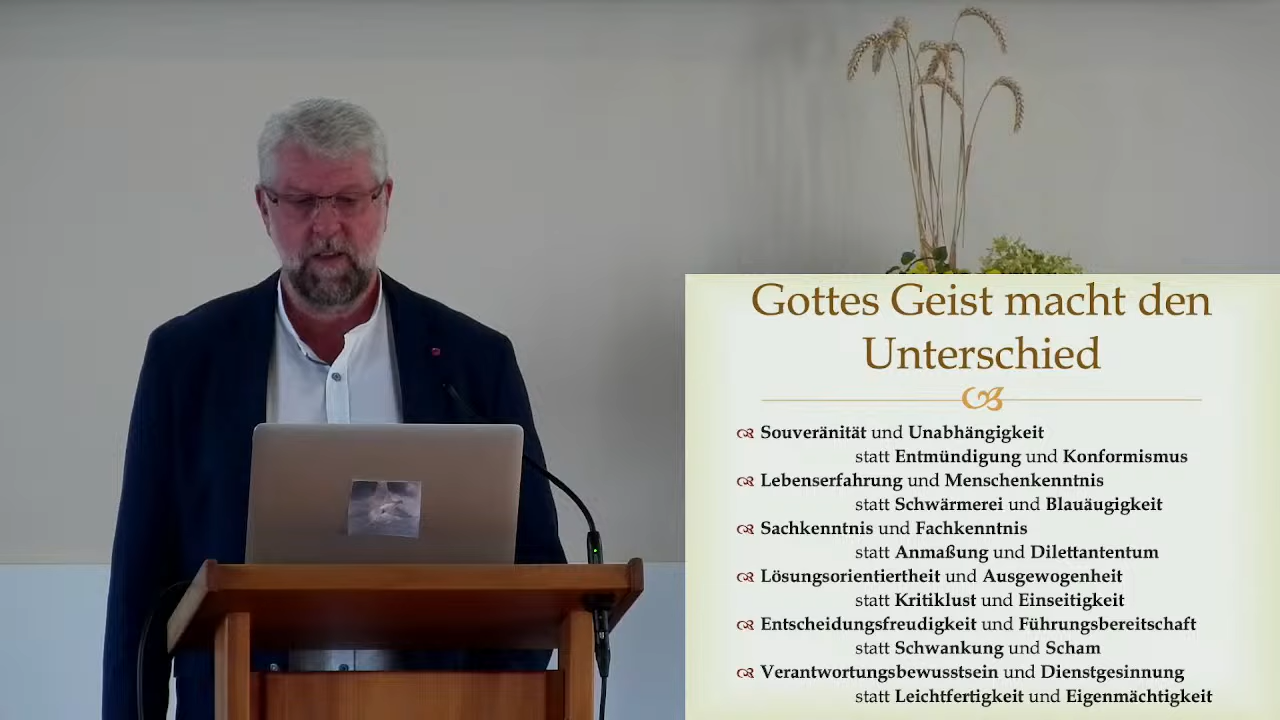 Gottes Geist macht den
Unterschied
Souveränität und Unabhängigkeit
statt Entmündigung und Konformismus
Lebenserfahrung und Menschenkenntnis
statt Schwärmerei und Blauäugigkeit
Sachkenntnis und Fachkenntnis
statt Anmaßung und Dilettantentum
Lösungsorientiertheit und Ausgewogenheit
statt Kritiklust und Einseitigkeit
Entscheidungsfreudigkeit und Führungsbereitschaft
statt Schwankung und Scham
Verantwortungsbewusstsein und Dienstgesinnung
statt Leichtfertigkeit und Eigenmächtigkeit